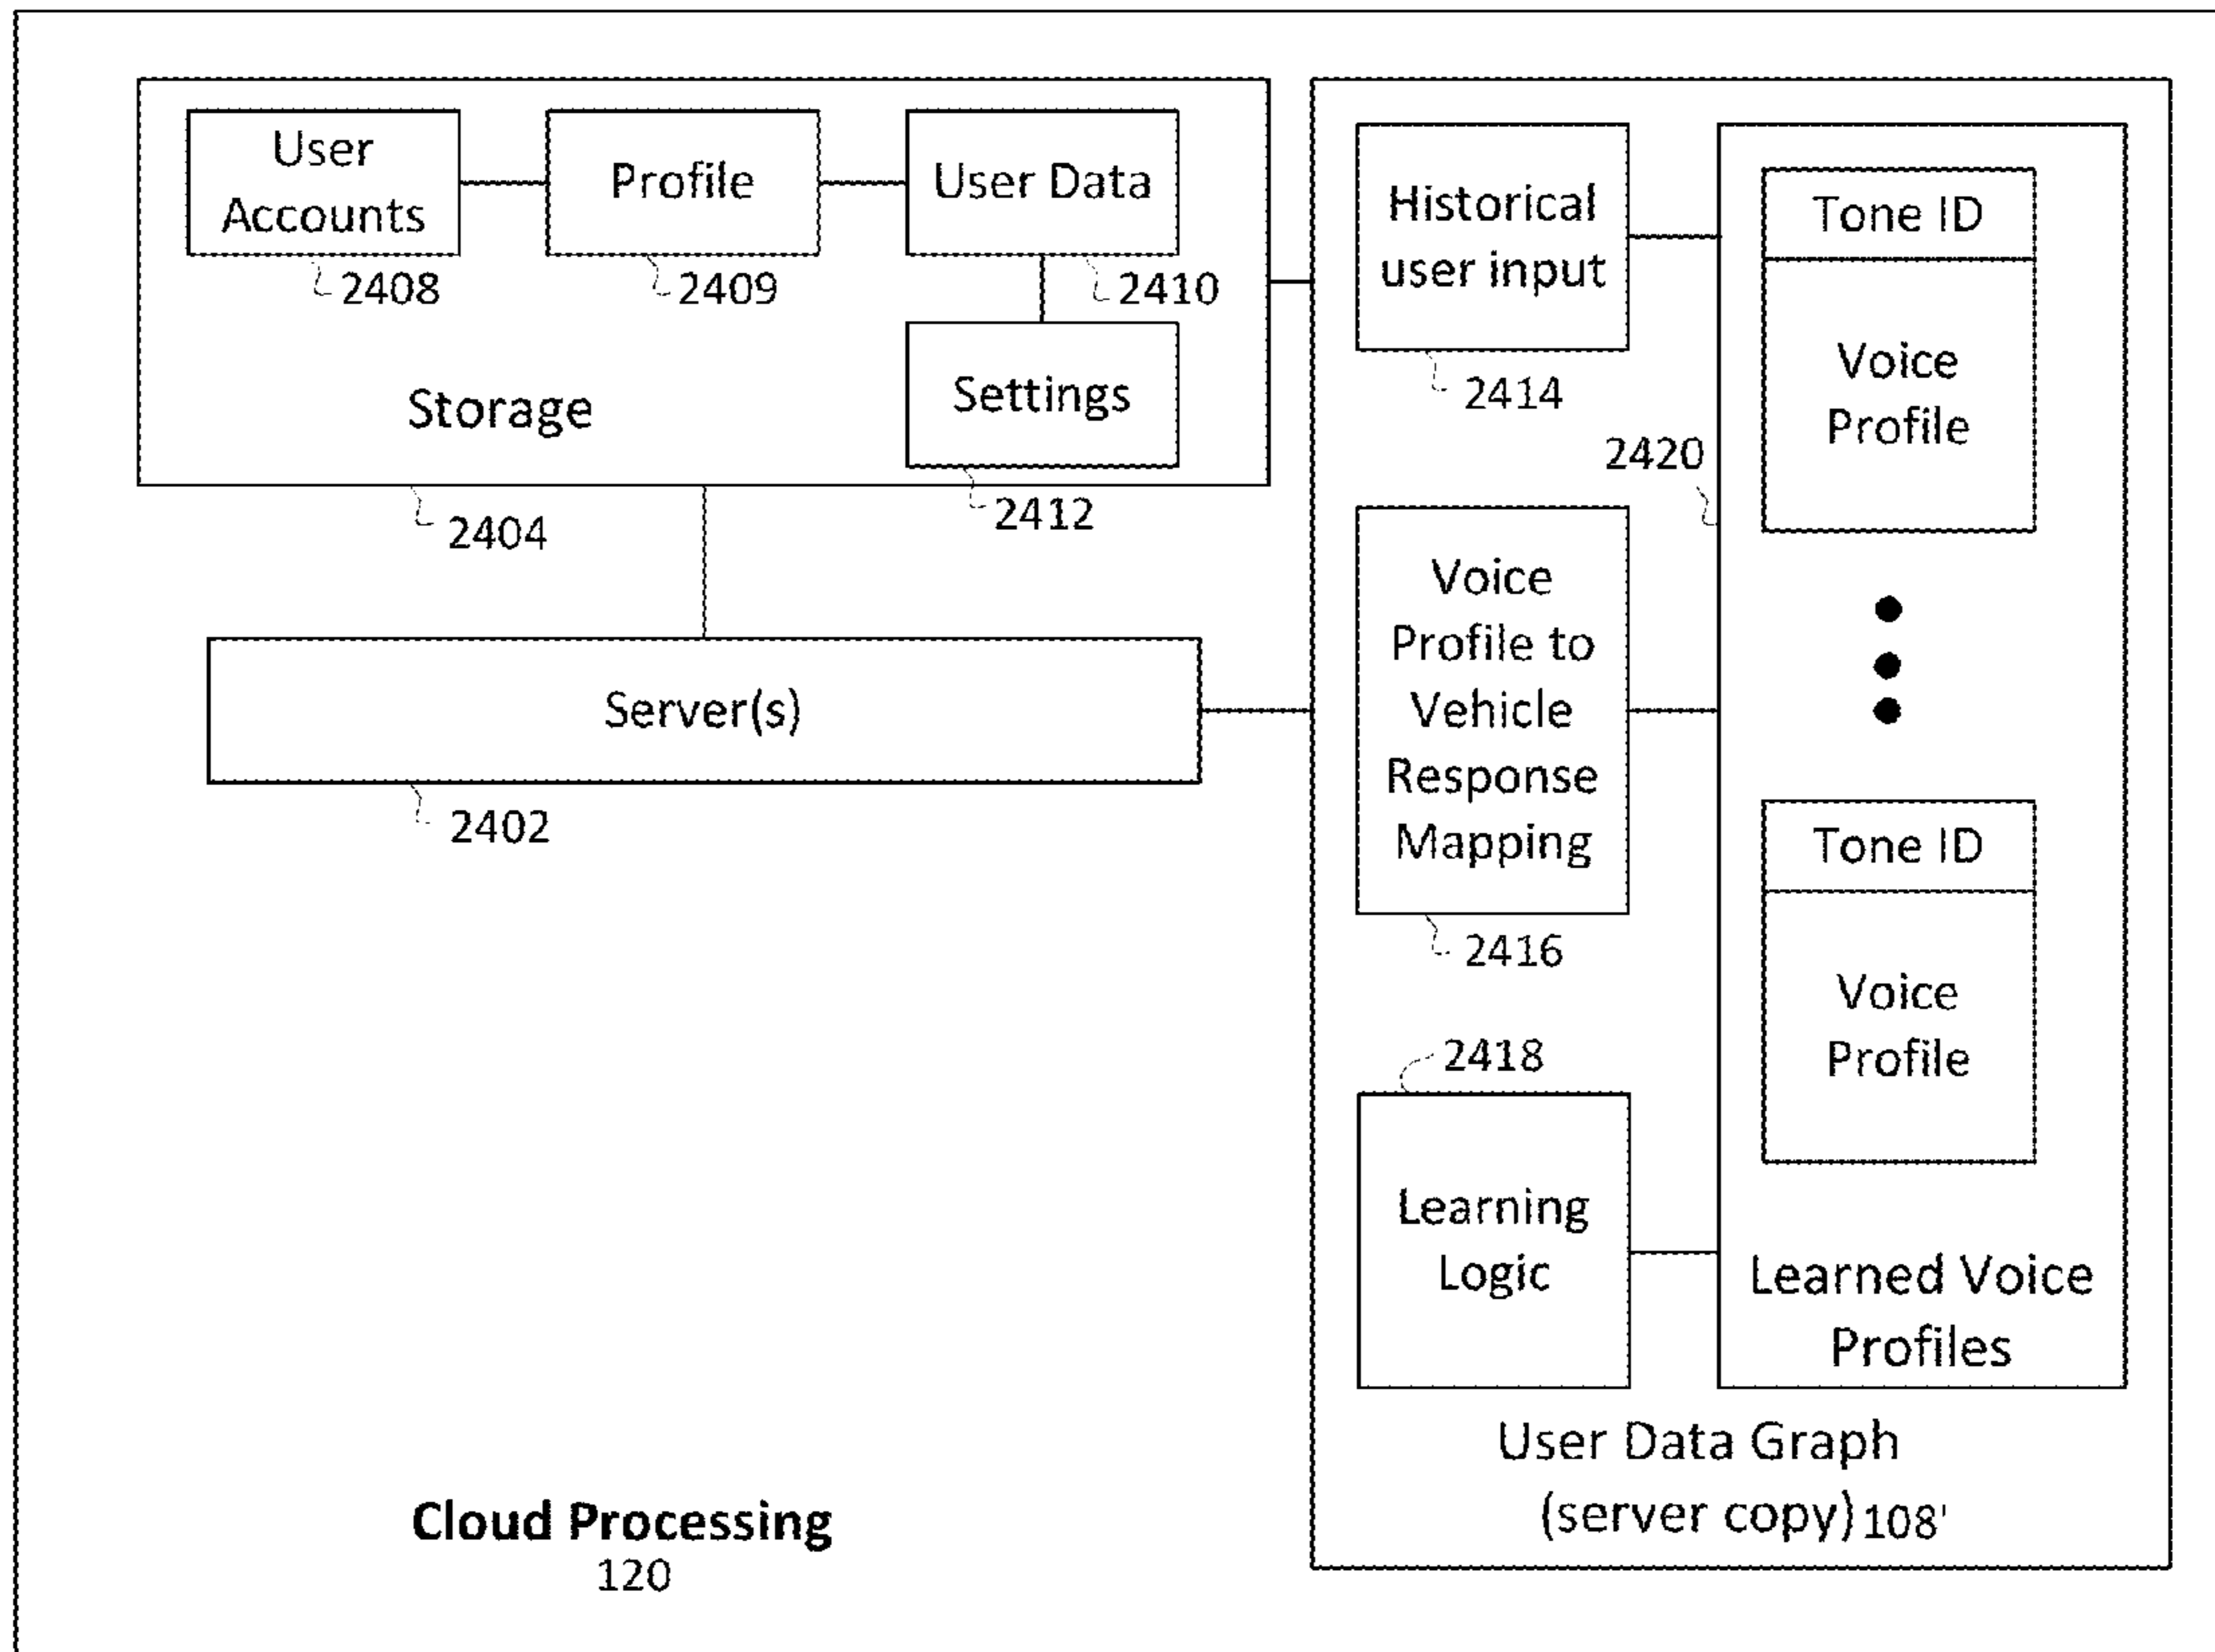 User
Accounts
2408
Profile
2409
User Data
2410
Settings
2412
Storage
2404
Server(s)
2402
Historical
user input
2414
Voice
Profile to
Vehicle
Response
Mapping
2416
2418
Learning
Logic
2420
Tone ID
Voice
Profile
Tone ID
Voice
Profile
Learned Voice
Profiles
User Data Graph
(server copy) 108'
Cloud Processing
120